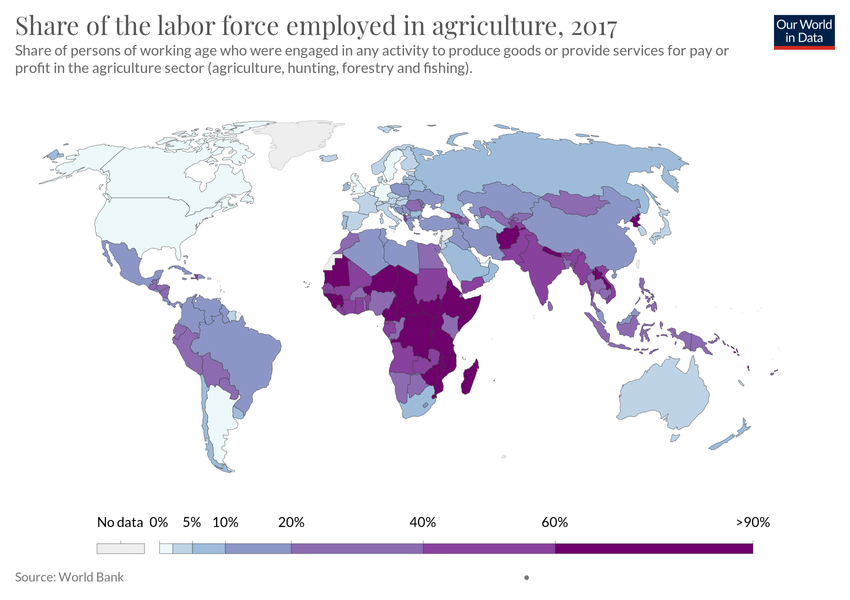 Share of the labor force employed in agriculture, 2017
Our World
in Data
Share of persons of working age who were engaged in any activity to produce goods or provide services for pay or
profit in the agriculture sector (agriculture, hunting, forestry and fishing).
No data 0% 5% 10% 20% 40% 60% >90%
Source: World Bank